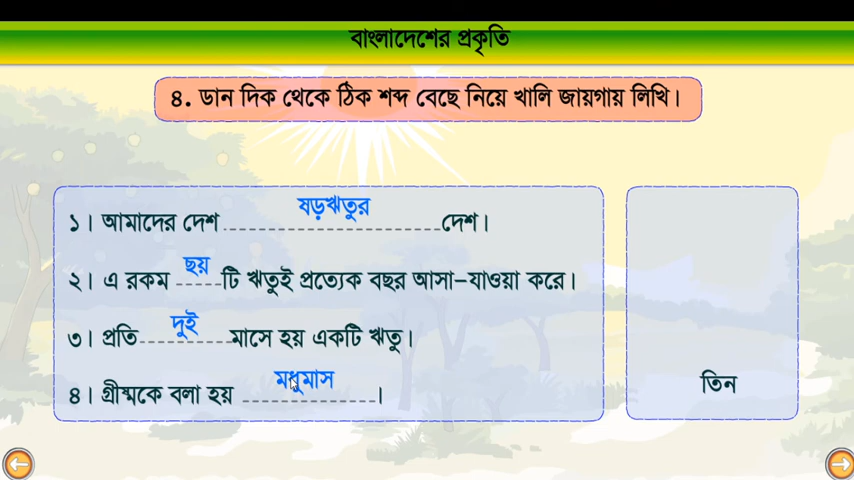 বাংলাদেশের প্রকৃতি
৪. ডান দিক থেকে ঠিক শব্দ বেছে নিয়ে খালি জায়গায় লিখি।
১। আমাদের দেশ ষড়ঋতুর দেশ।
২। এ রকম ছয় টি ঋতুই প্রত্যেক বছর আসা-যাওয়া করে।
৩। প্রতি দুই মাসে হয় একটি ঋতু।
৪। গ্রীষ্মকে বলা হয় মধুমাস ।
তিন